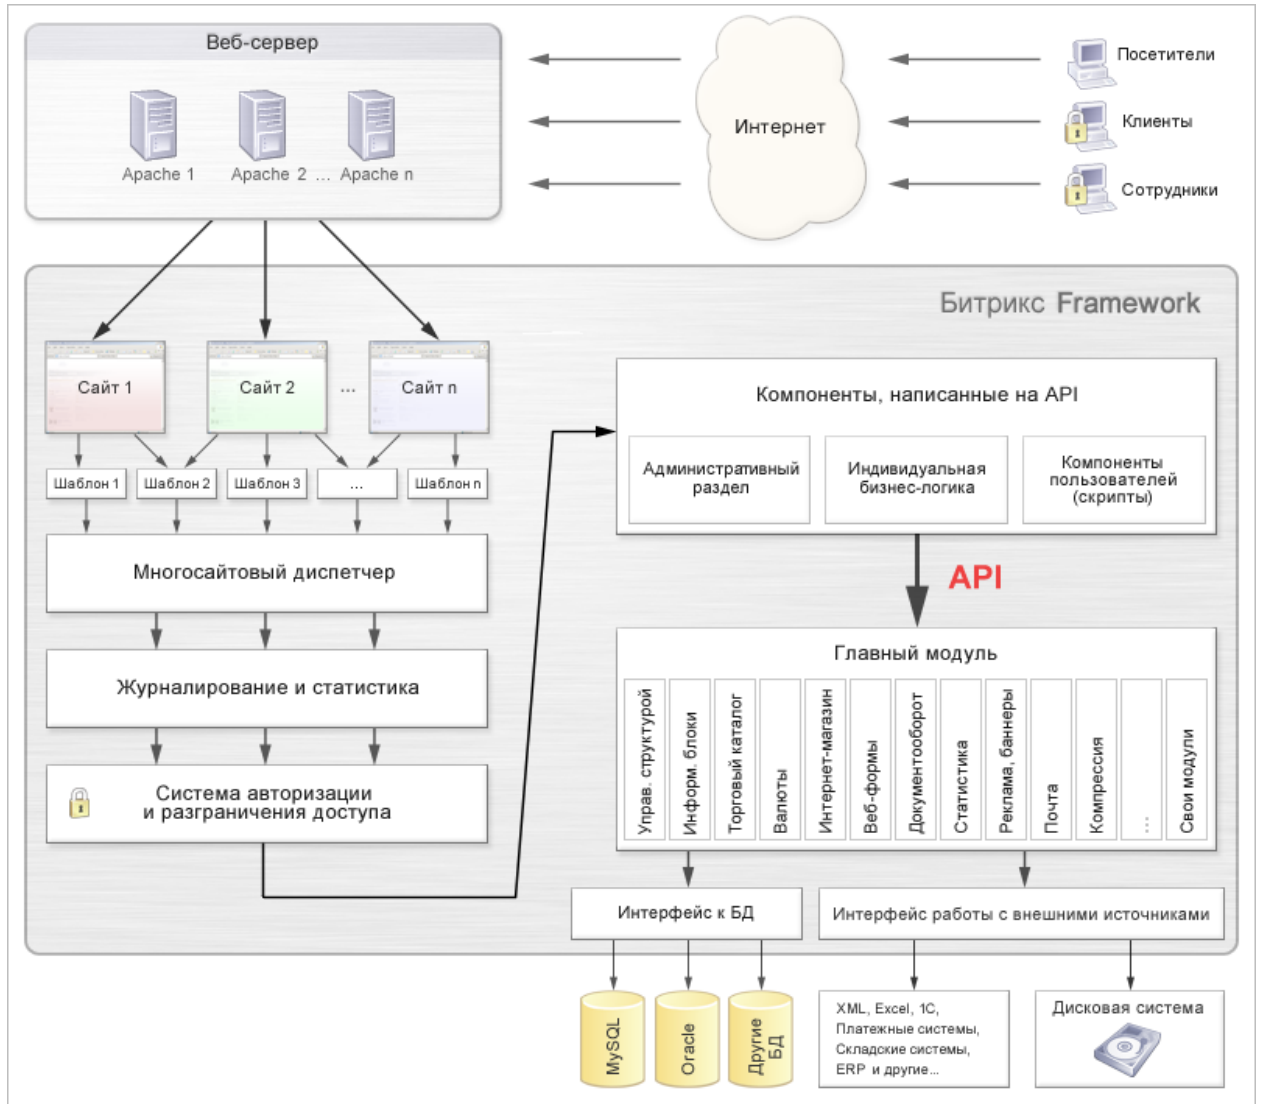 Веб-сервер
Apache 1
Apache 2
...
Apache n
Интернет
Посетители
Клиенты
Сотрудники
Битрикс Framework
Сайт 1
Сайт 2
...
Сайт n
Шаблон 1
Шаблон 2
Шаблон 3
...
Шаблон n
Многосайтовый диспетчер
Журналирование и статистика
Система авторизации
и разграничения доступа
Компоненты, написанные на API
Административный
раздел
Индивидуальная
бизнес-логика
Компоненты
пользователей
(скрипты)
API
Главный модуль
Управ. структурой
Информ. блоки
Торговый каталог
Валюты
Интернет-магазин
Веб-формы
Документооборот
Статистика
Реклама, баннеры
Почта
Компрессия
...
Свои модули
Интерфейс к БД
Интерфейс работы с внешними источниками
MySQL
Oracle
Другие
БД
XML, Excel, 1C,
Платежные системы,
Складские системы,
ERP и другие...
Дисковая система